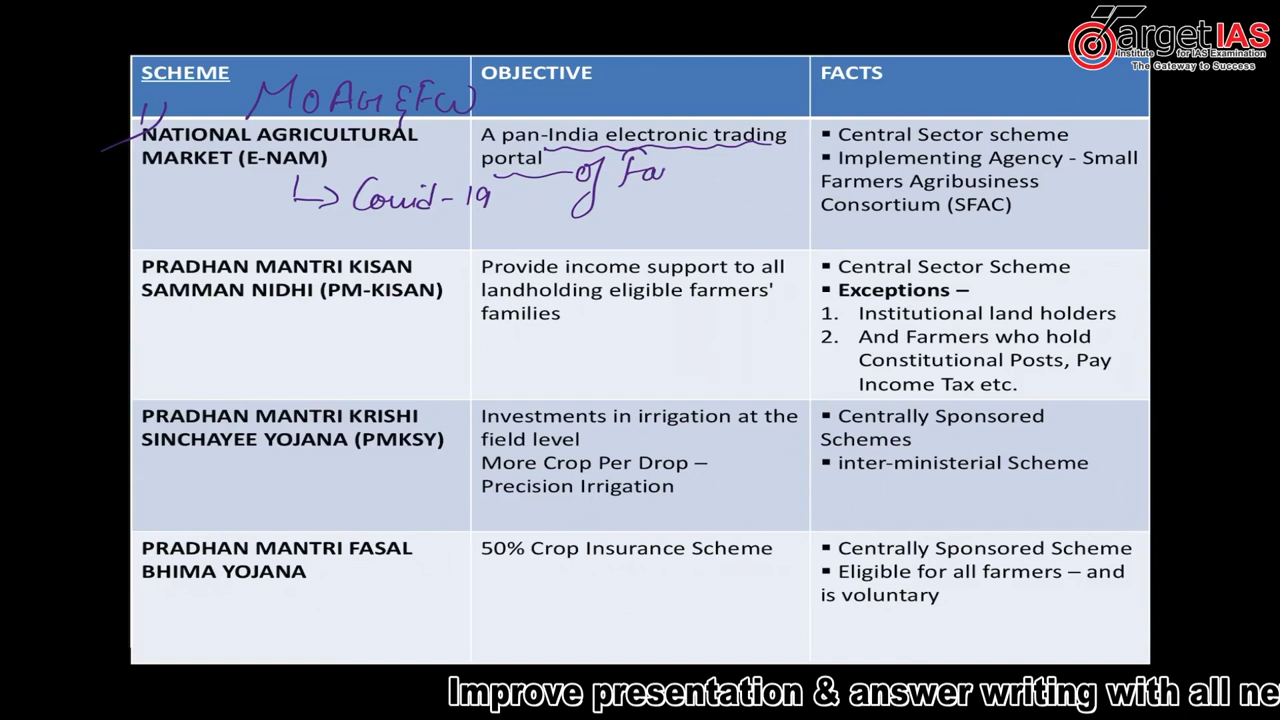 Target IAS
Institute for IAS Examination
The Gateway to Success
SCHEME
OBJECTIVE
FACTS
MoAg & FW
1)
NATIONAL AGRICULTURAL
MARKET (E-NAM)
↳ Covid-19
A pan-India electronic trading
portal
of Fa
▪ Central Sector scheme
▪ Implementing Agency - Small
Farmers Agribusiness
Consortium (SFAC)
PRADHAN MANTRI KISAN
SAMMAN NIDHI (PM-KISAN)
Provide income support to all
landholding eligible farmers'
families
▪ Central Sector Scheme
▪ Exceptions –
1. Institutional land holders
2. And Farmers who hold
Constitutional Posts, Pay
Income Tax etc.
PRADHAN MANTRI KRISHI
SINCHAYEE YOJANA (PMKSY)
Investments in irrigation at the
field level
More Crop Per Drop –
Precision Irrigation
▪ Centrally Sponsored
Schemes
▪ inter-ministerial Scheme
PRADHAN MANTRI FASAL
BHIMA YOJANA
50% Crop Insurance Scheme
▪ Centrally Sponsored Scheme
▪ Eligible for all farmers – and
is voluntary
Improve presentation & answer writing with all ne